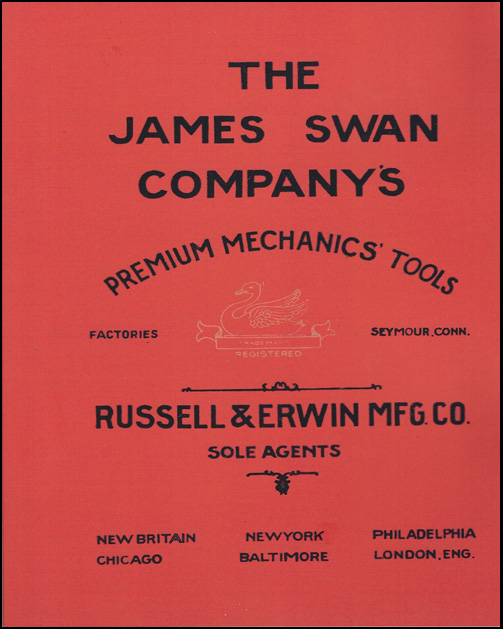 THE
JAMES SWAN
COMPANY'S
PREMIUM MECHANICS' TOOLS
TRADE MARK
REGISTERED
FACTORIES
SEYMOUR, CONN.
RUSSELL & ERWIN MFG. CO.
SOLE AGENTS
NEW BRITAIN NEW YORK PHILADELPHIA
CHICAGO BALTIMORE LONDON, ENG.